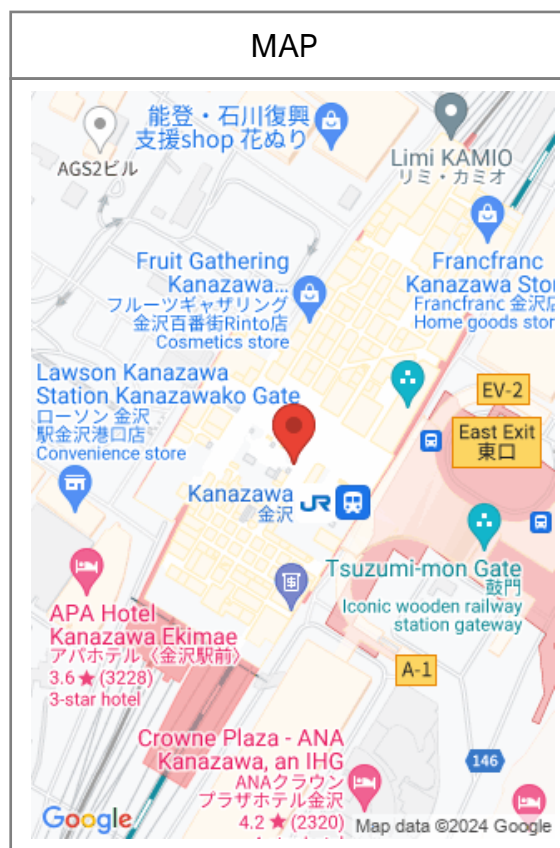 MAP
能登・石川復興
支援shop 花ぬり
AGS2ビル
Limi KAMIO
リミ・カミオ
Fruit Gathering
Kanazawa...
フルーツギャザリング
金沢百番街Rinto店
Cosmetics store
Francfranc
Kanazawa Stor
Francfranc 金沢店
Home goods stor
Lawson Kanazawa
Station Kanazawako Gate
ローソン 金沢
駅金沢港口店
Convenience store
EV-2
East Exit
東口
Kanazawa
金沢
JR
Tsuzumi-mon Gate
鼓門
Iconic wooden railway
station gateway
APA Hotel
Kanazawa Ekimae
アパホテル〈金沢駅前〉
3.6 ★ (3228)
3-star hotel
A-1
Crowne Plaza - ANA
Kanazawa, an IHG
ANAクラウン
プラザホテル金沢
4.2 ★ (2320)
146
Google
Map data ©2024 Google